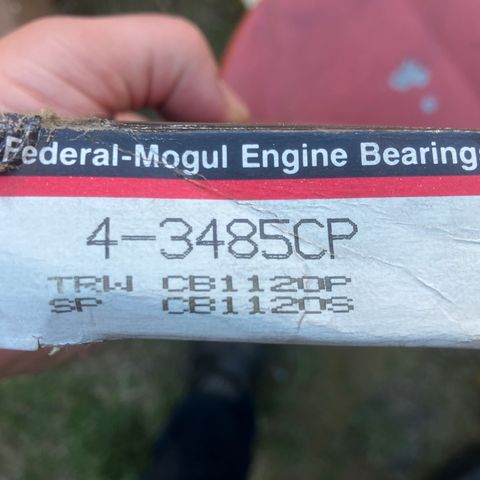 Federal-Mogul Engine Bearings
4-3485CP
TRW CB1120P
SP CB1120S